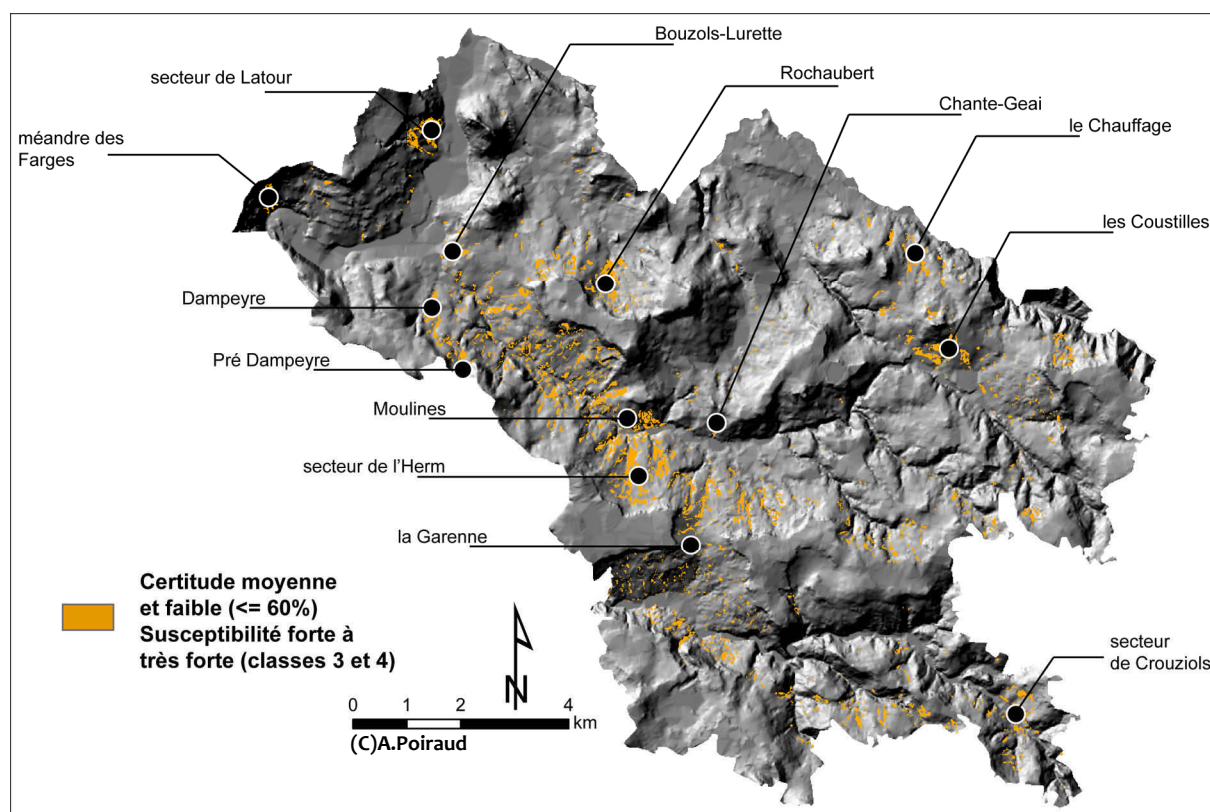 Bouzols-Lurette
secteur de Latour
Rochaubert
Chante-Geai
méandre des
Farges
le Chauffage
les Coustilles
Dampeyre
Pré Dampeyre
Moulines
secteur de l'Herm
la Garenne
Certitude moyenne
et faible (<= 60%)
Susceptibilité forte à
très forte (classes 3 et 4)
secteur
de Crouziols
N
0 1 2 4
km
(C)A.Poiraud